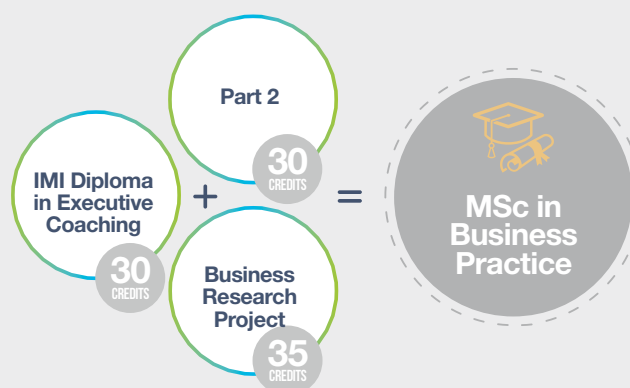 IMI Diploma
in Executive
Coaching
30
CREDITS
+
Part 2
30
CREDITS
Business
Research
Project
35
CREDITS
=
MSc in
Business
Practice